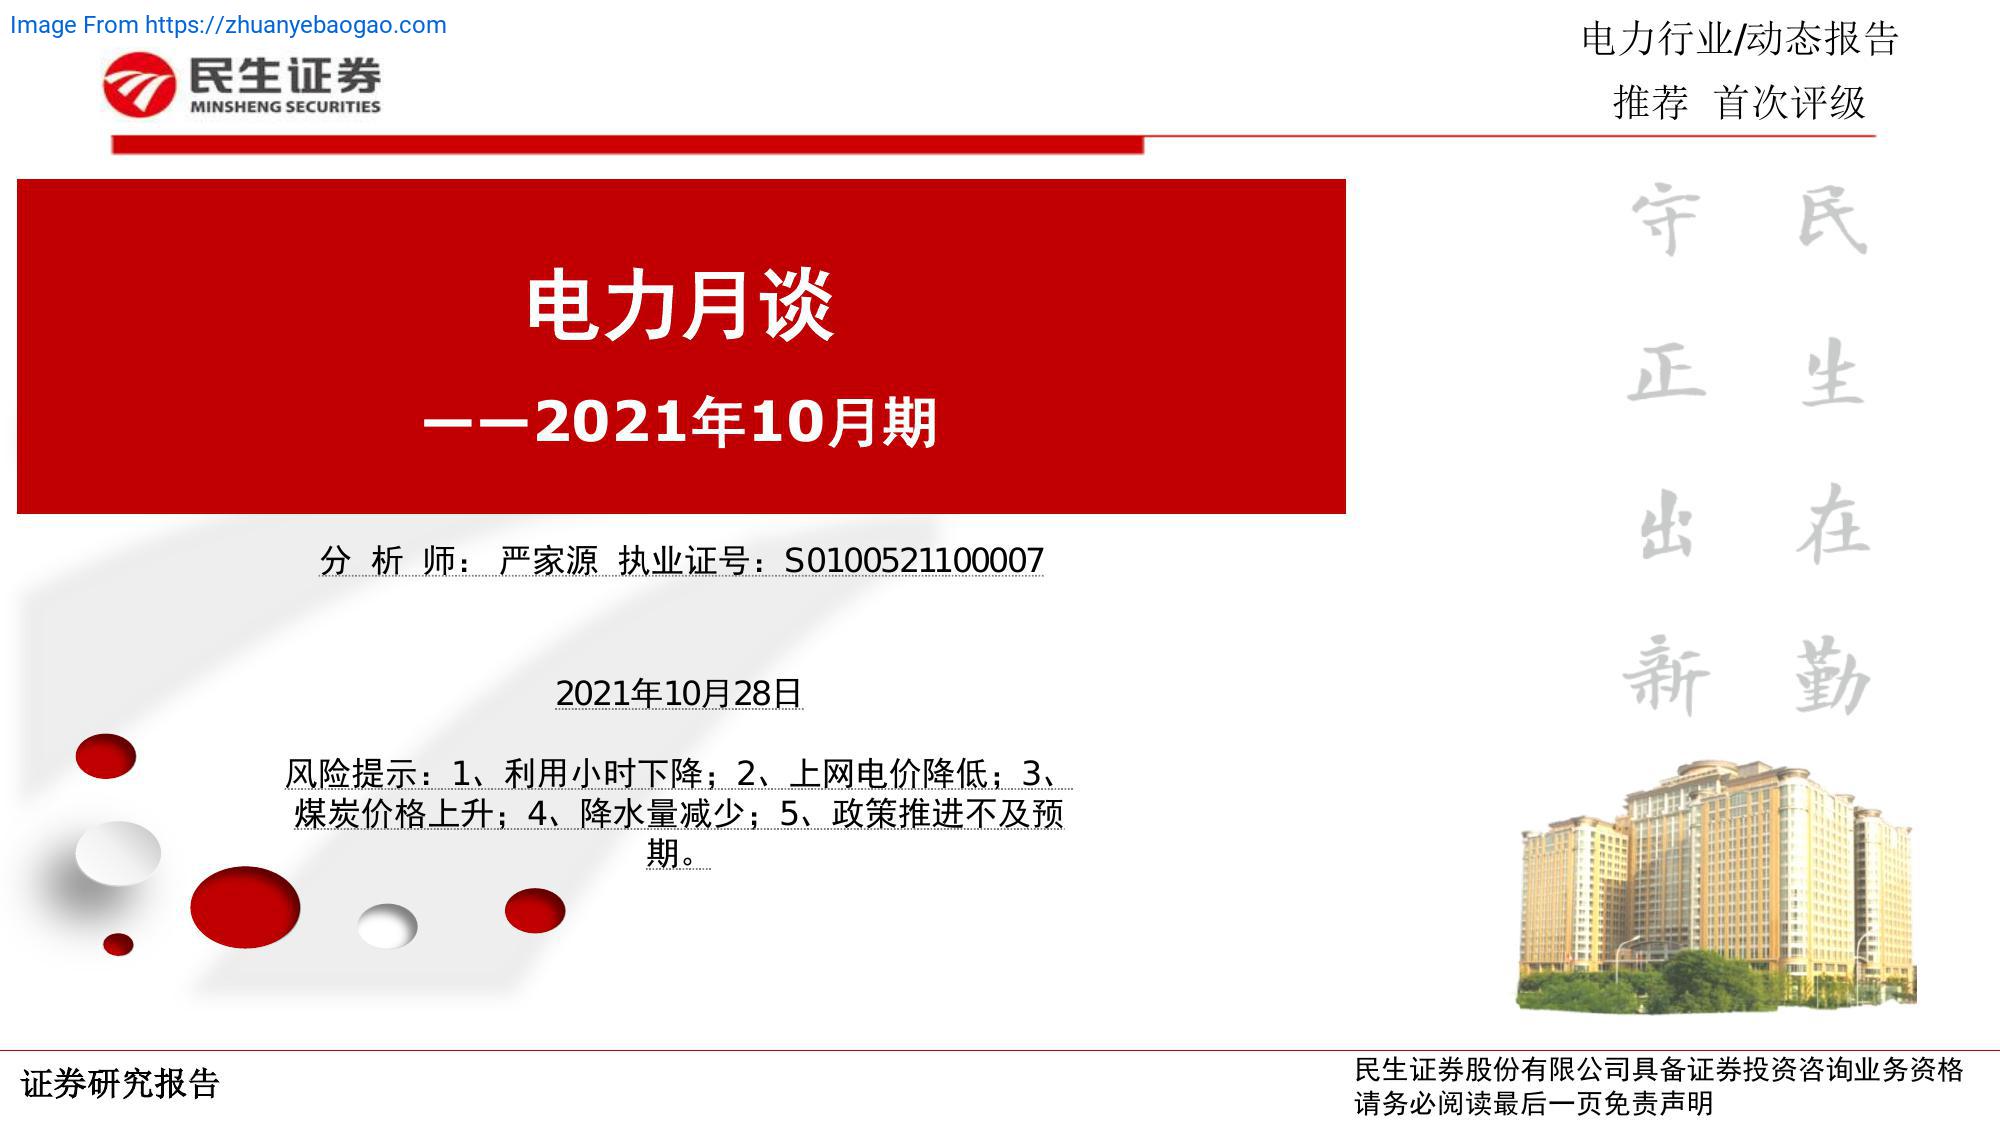 Image From https://zhuanyebaogao.com
民生证券
MINSHENG SECURITIES
电力行业/动态报告
推荐 首次评级
电力月谈
——2021年10月期
分 析 师： 严家源 执业证号：S0100521100007
2021年10月28日
风险提示：1、利用小时下降；2、上网电价降低；3、
煤炭价格上升；4、降水量减少；5、政策推进不及预
期。
民生在勤
守正出新
证券研究报告
民生证券股份有限公司具备证券投资咨询业务资格
请务必阅读最后一页免责声明